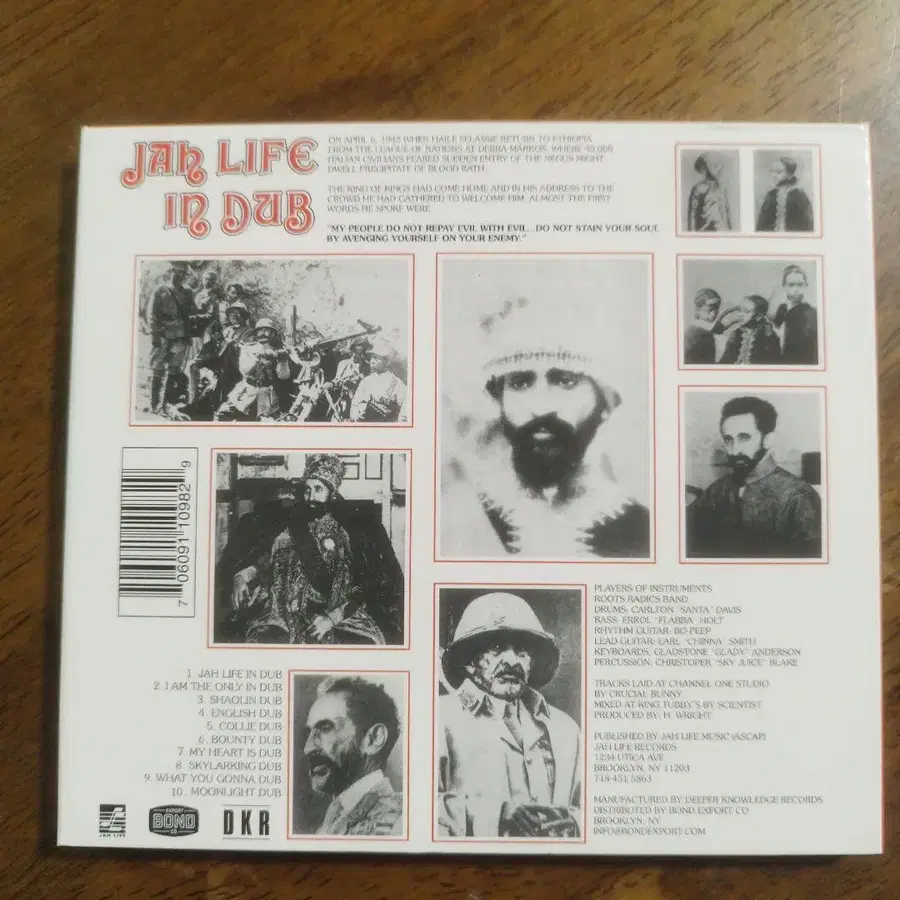 JAH LIFE
IN DUB
ON APRIL 6, 1942 WHEN HAILE SELASSIE RETURN TO ETHIOPIA
FROM THE LEAGUE OF NATIONS AT DEBRA MARKOS, WHERE
ITALIAN CIVILIANS FEARED SUDDEN ENTRY OF THE NEGUS MIGHT
DWELL PRECIPITATE OF BLOOD BATH.
THE KING OF KINGS HAD COME HOME AND IN HIS ADDRESS TO THE
CROWD HE HAD GATHERED TO WELCOME HIM, ALMOST THE FIRST
WORDS HE SPOKE WERE
"MY PEOPLE DO NOT REPAY EVIL WITH EVIL...DO NOT STAIN YOUR SOUL
BY AVENGING YOURSELF ON YOUR ENEMY."
7 06091 10982 9
PLAYERS OF INSTRUMENTS
ROOTS RADICS BAND
DRUMS: CARLTON "SANTA" DAVIS
BASS: ERROL "FLABBA" HOLT
RHYTHM GUITAR: BO-PEEP
LEAD GUITAR: EARL "CHINNA" SMITH
KEYBOARDS: GLADSTONE "GLADY" ANDERSON
PERCUSSION: CHRISTOPER "SKY JUICE" BLAKE
TRACKS LAID AT CHANNEL ONE STUDIO
BY CRUCIAL BUNNY
MIXED AT KING TUBBY'S BY SCIENTIST
PRODUCED BY: H. WRIGHT
PUBLISHED BY JAH LIFE MUSIC (ASCAP)
JAH LIFE RECORDS
1234 UTICA AVE
BROOKLYN, NY 11203
718-451-5863
MANUFACTURED BY DEEPER KNOWLEDGE RECORDS
DISTRIBUTED BY BOND EXPORT CO
BROOKLYN, NY
INFO@BONDEXPORT.COM
1. JAH LIFE IN DUB
2. I AM THE ONLY IN DUB
3. SHAOLIN DUB
4. ENGLISH DUB
5. COLLIE DUB
6. BOUNTY DUB
7. MY HEART IS DUB
8. SKYLARKING DUB
9. WHAT YOU GONNA DUB
10. MOONLIGHT DUB
JAH LIFE
EXPORT
BOND
CO
DKR